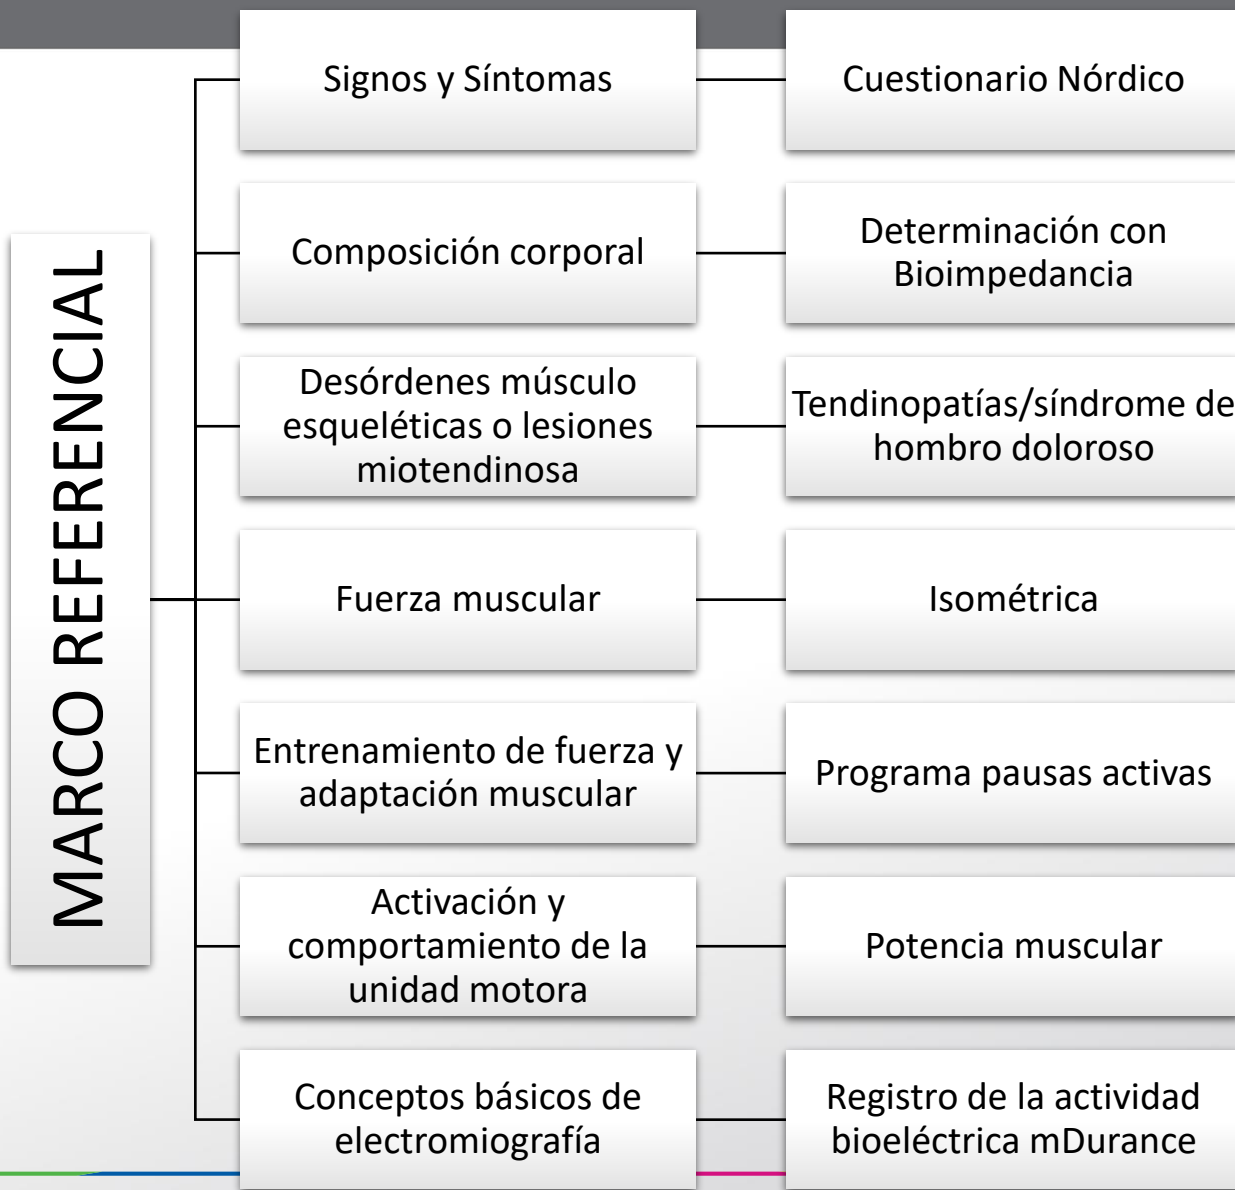 MARCO REFERENCIAL
Signos y Síntomas
Cuestionario Nórdico
Composición corporal
Determinación con
Bioimpedancia
Desórdenes músculo
esqueléticas o lesiones
miotendinosa
Tendinopatías/síndrome de
hombro doloroso
Fuerza muscular
Isométrica
Entrenamiento de fuerza y
adaptación muscular
Programa pausas activas
Activación y
comportamiento de la
unidad motora
Potencia muscular
Conceptos básicos de
electromiografía
Registro de la actividad
bioeléctrica mDurance